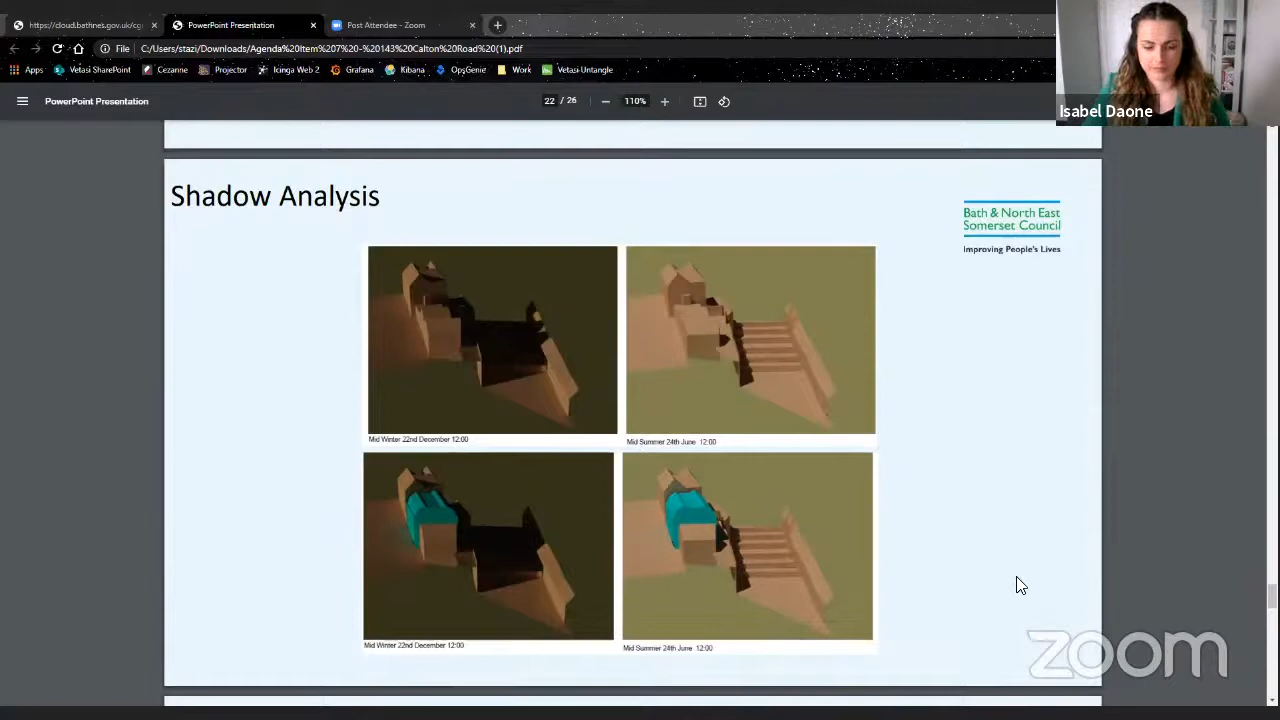 https://cloud.bathnes.gov.uk/cg
PowerPoint Presentation
Post Attendee - Zoom
File
C:/Users/stazi/Downloads/Agenda%20Item%207%20-%20143%20Calton%20Road%20(1).pdf
Apps
Vetasi SharePoint
Cezanne
Projector
Icinga Web 2
Grafana
Kibana
OpsGenie
Work
Vetasi Untangle
Isabel Daone
PowerPoint Presentation
22 / 26
110%
Shadow Analysis
Bath & North East
Somerset Council
Improving People's Lives
Mid Winter 22nd December 12:00
Mid Summer 24th June 12:00
Mid Winter 22nd December 12:00
Mid Summer 24th June 12:00
zoom